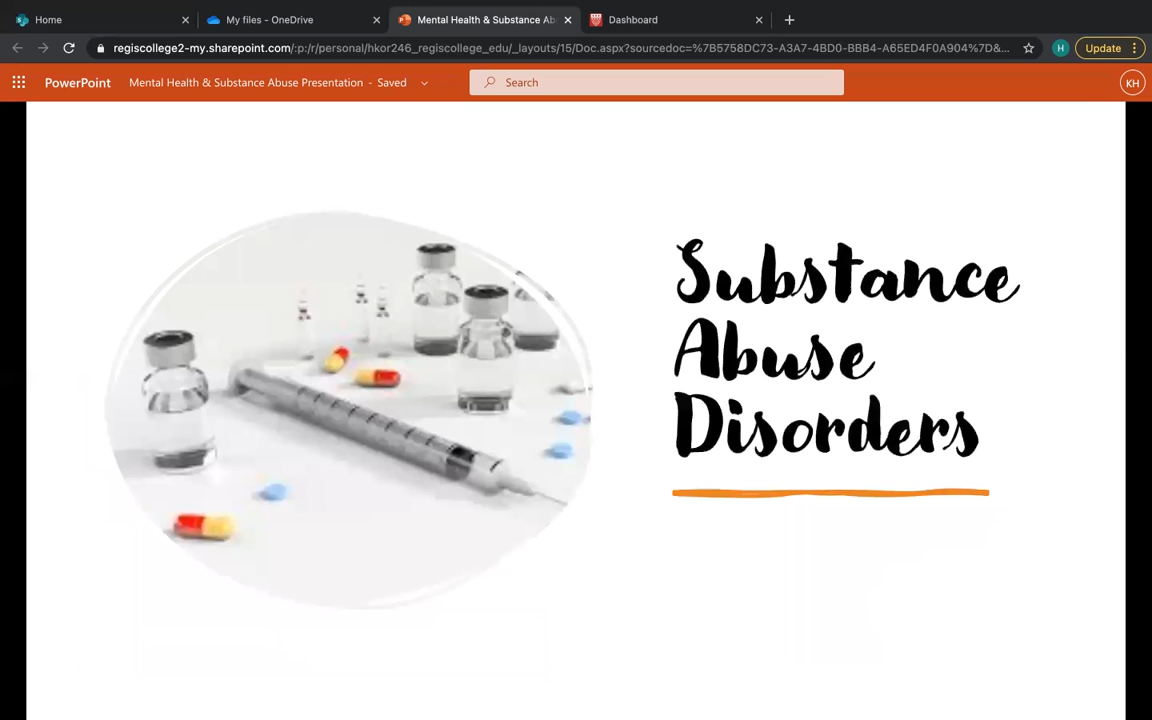 Home
My files - OneDrive
Mental Health & Substance Ab
Dashboard
regiscollege2-my.sharepoint.com/:p:/r/personal/hkor246_regiscollege_edu/_layouts/15/Doc.aspx?sourcedoc=%7B5758DC73-A3A7-4BD0-BBB4-A65ED4F0A904%7D&...
H
Update
PowerPoint
Mental Health & Substance Abuse Presentation - Saved
Search
KH
Substance
Abuse
Disorders